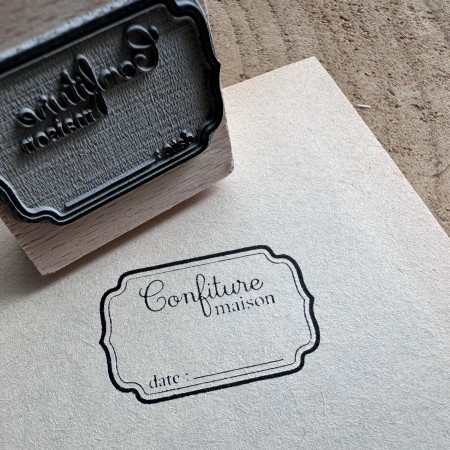 Confiture
maison
date :